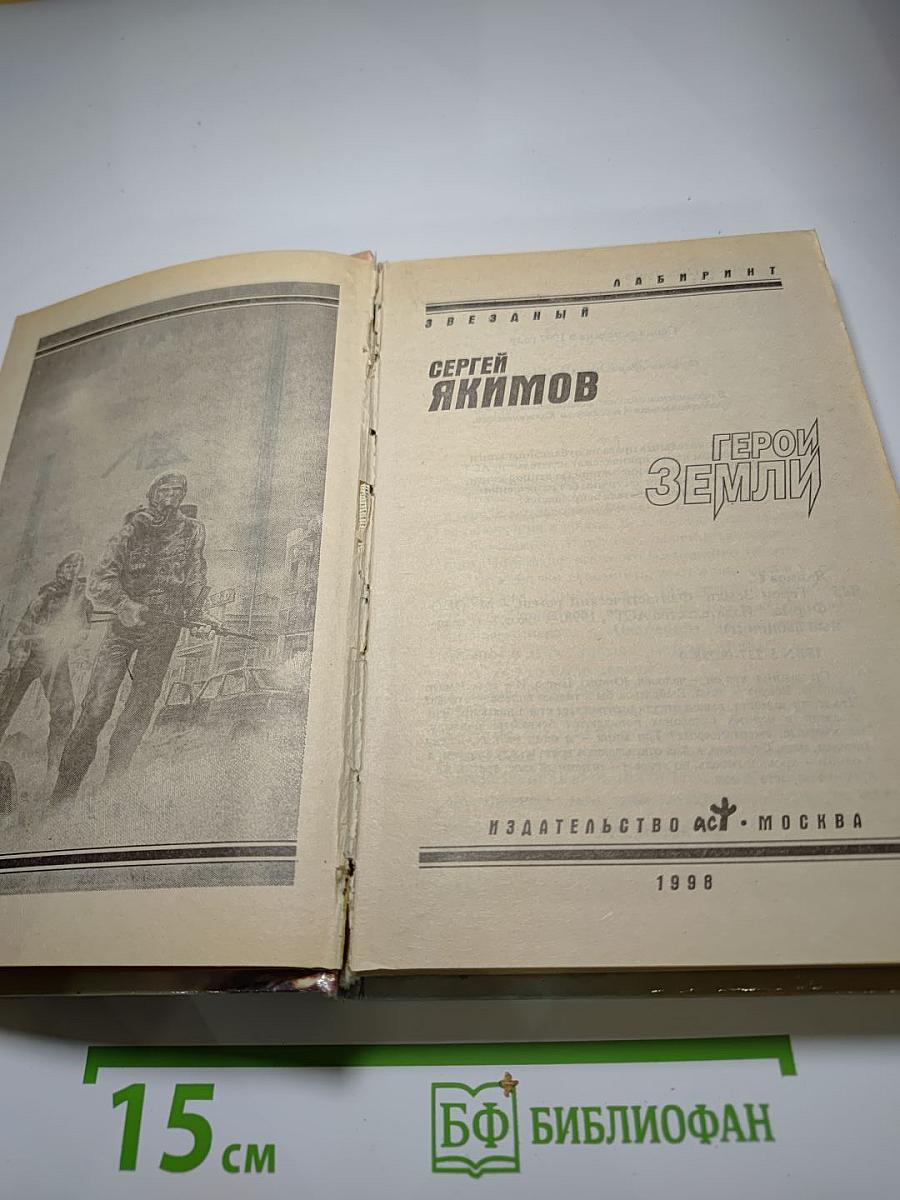 ЛАБИРИНТ
ЗВЕЗДНЫЙ
СЕРГЕЙ
ЯКИМОВ
ГЕРОИ
ЗЕМЛИ
ИЗДАТЕЛЬСТВО АСТ • МОСКВА
1998
15 см
БФ БИБЛИОФАН